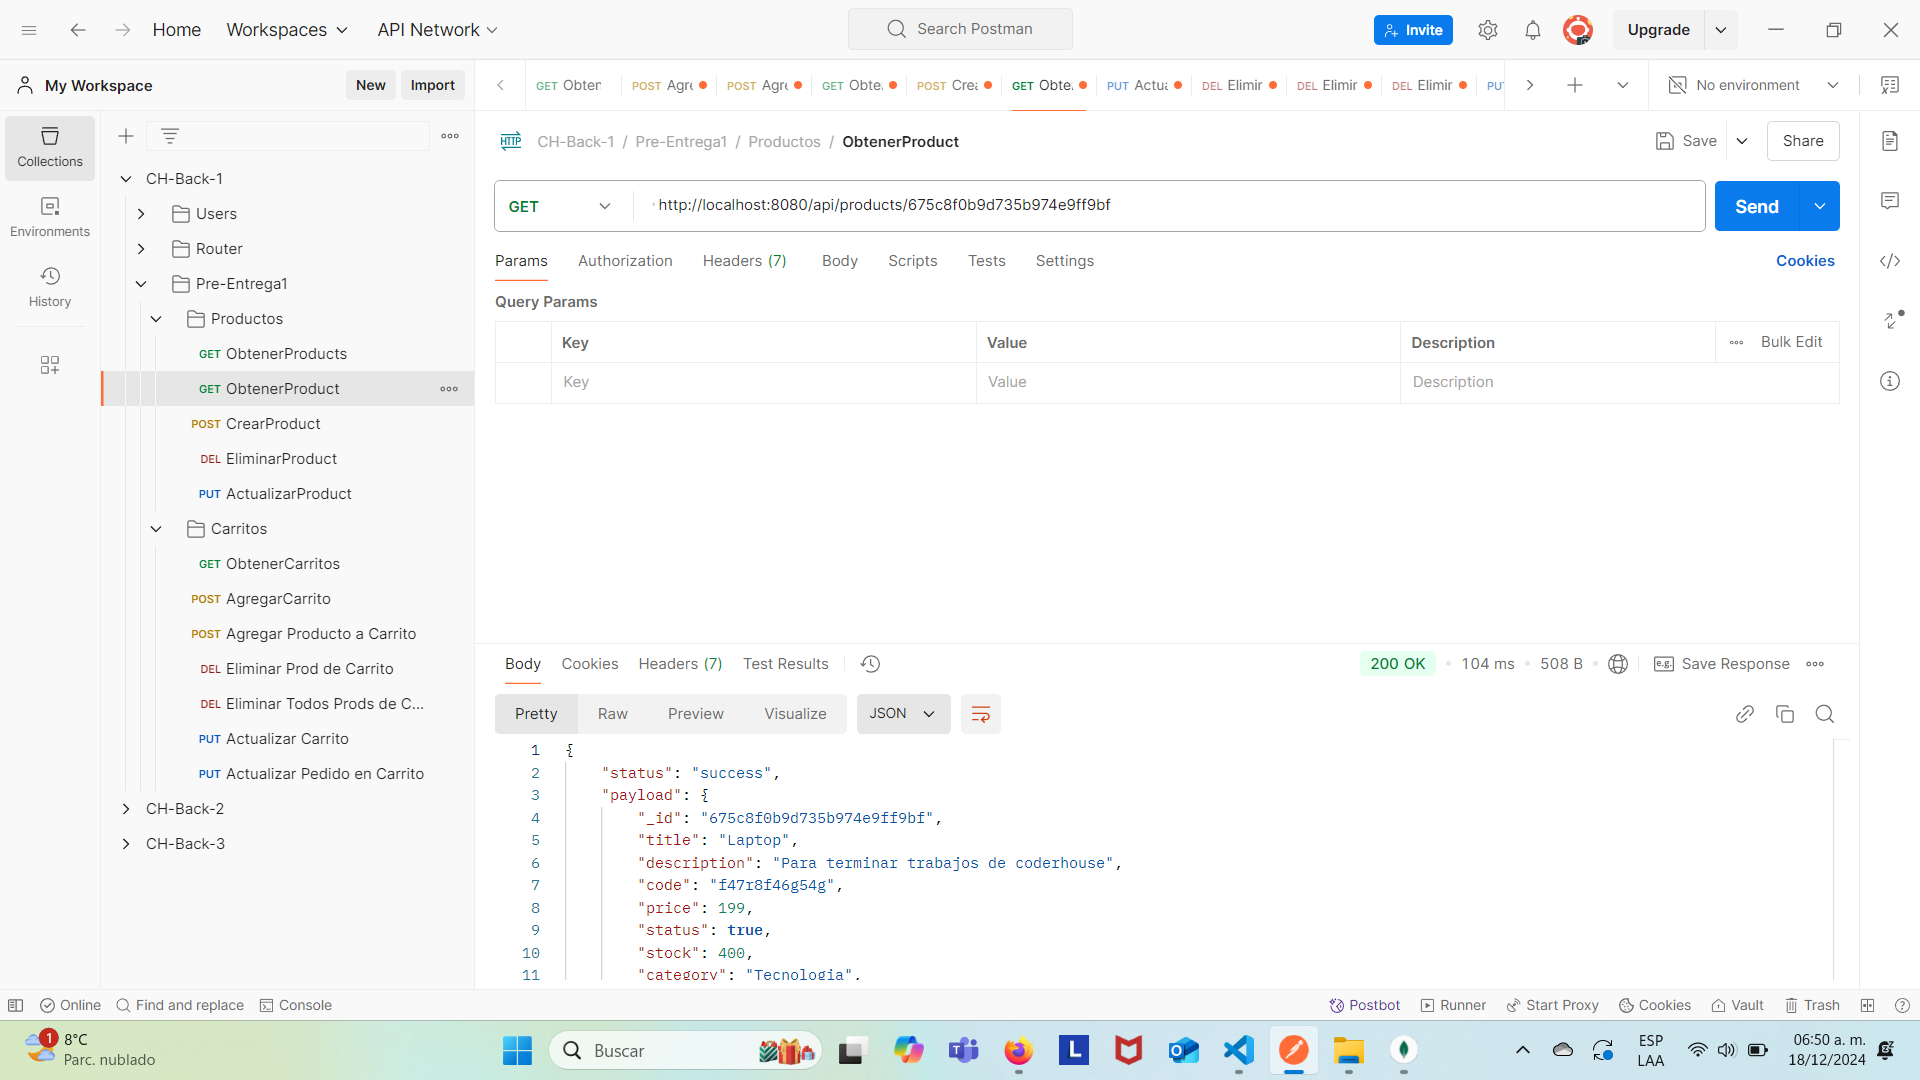 Home
Workspaces
API Network
Search Postman
Invite
Upgrade
My Workspace
New
Import
GET Obten
POST Agre
POST Agre
GET Obte
POST Crea
GET Obte
PUT Actua
DEL Elimir
DEL Elimir
DEL Elimir
PU
No environment
Collections
Environments
History
CH-Back-1
Users
Router
Pre-Entrega1
Productos
GET ObtenerProducts
GET ObtenerProduct
POST CrearProduct
DEL EliminarProduct
PUT ActualizarProduct
Carritos
GET ObtenerCarritos
POST AgregarCarrito
POST Agregar Producto a Carrito
DEL Eliminar Prod de Carrito
DEL Eliminar Todos Prods de C...
PUT Actualizar Carrito
PUT Actualizar Pedido en Carrito
CH-Back-2
CH-Back-3
HTTP CH-Back-1 / Pre-Entrega1 / Productos / ObtenerProduct
Save
Share
GET
http://localhost:8080/api/products/675c8f0b9d735b974e9ff9bf
Send
Params Authorization Headers (7) Body Scripts Tests Settings
Cookies
Query Params
Key Value Description Bulk Edit
Key Value Description
Body Cookies Headers (7) Test Results
200 OK 104 ms 508 B e.g. Save Response
Pretty Raw Preview Visualize JSON
1 {
2 "status": "success",
3 "payload": {
4 "_id": "675c8f0b9d735b974e9ff9bf",
5 "title": "Laptop",
6 "description": "Para terminar trabajos de coderhouse",
7 "code": "f47r8f46g54g",
8 "price": 199,
9 "status": true,
10 "stock": 400,
11 "category": "Tecnologia",
Online Find and replace Console
Postbot Runner Start Proxy Cookies Vault Trash
1
8°C
Parc. nublado
Buscar
L
ESP
LAA
06:50 a. m.
18/12/2024